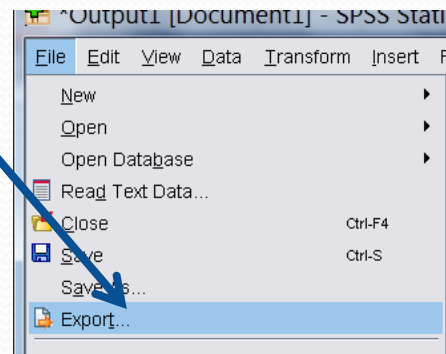 *Output1 [Document1] - SPSS Stati
File Edit View Data Transform Insert F
New
Open
Open Database
Read Text Data...
Close Ctrl-F4
Save Ctrl-S
Save As...
Export...